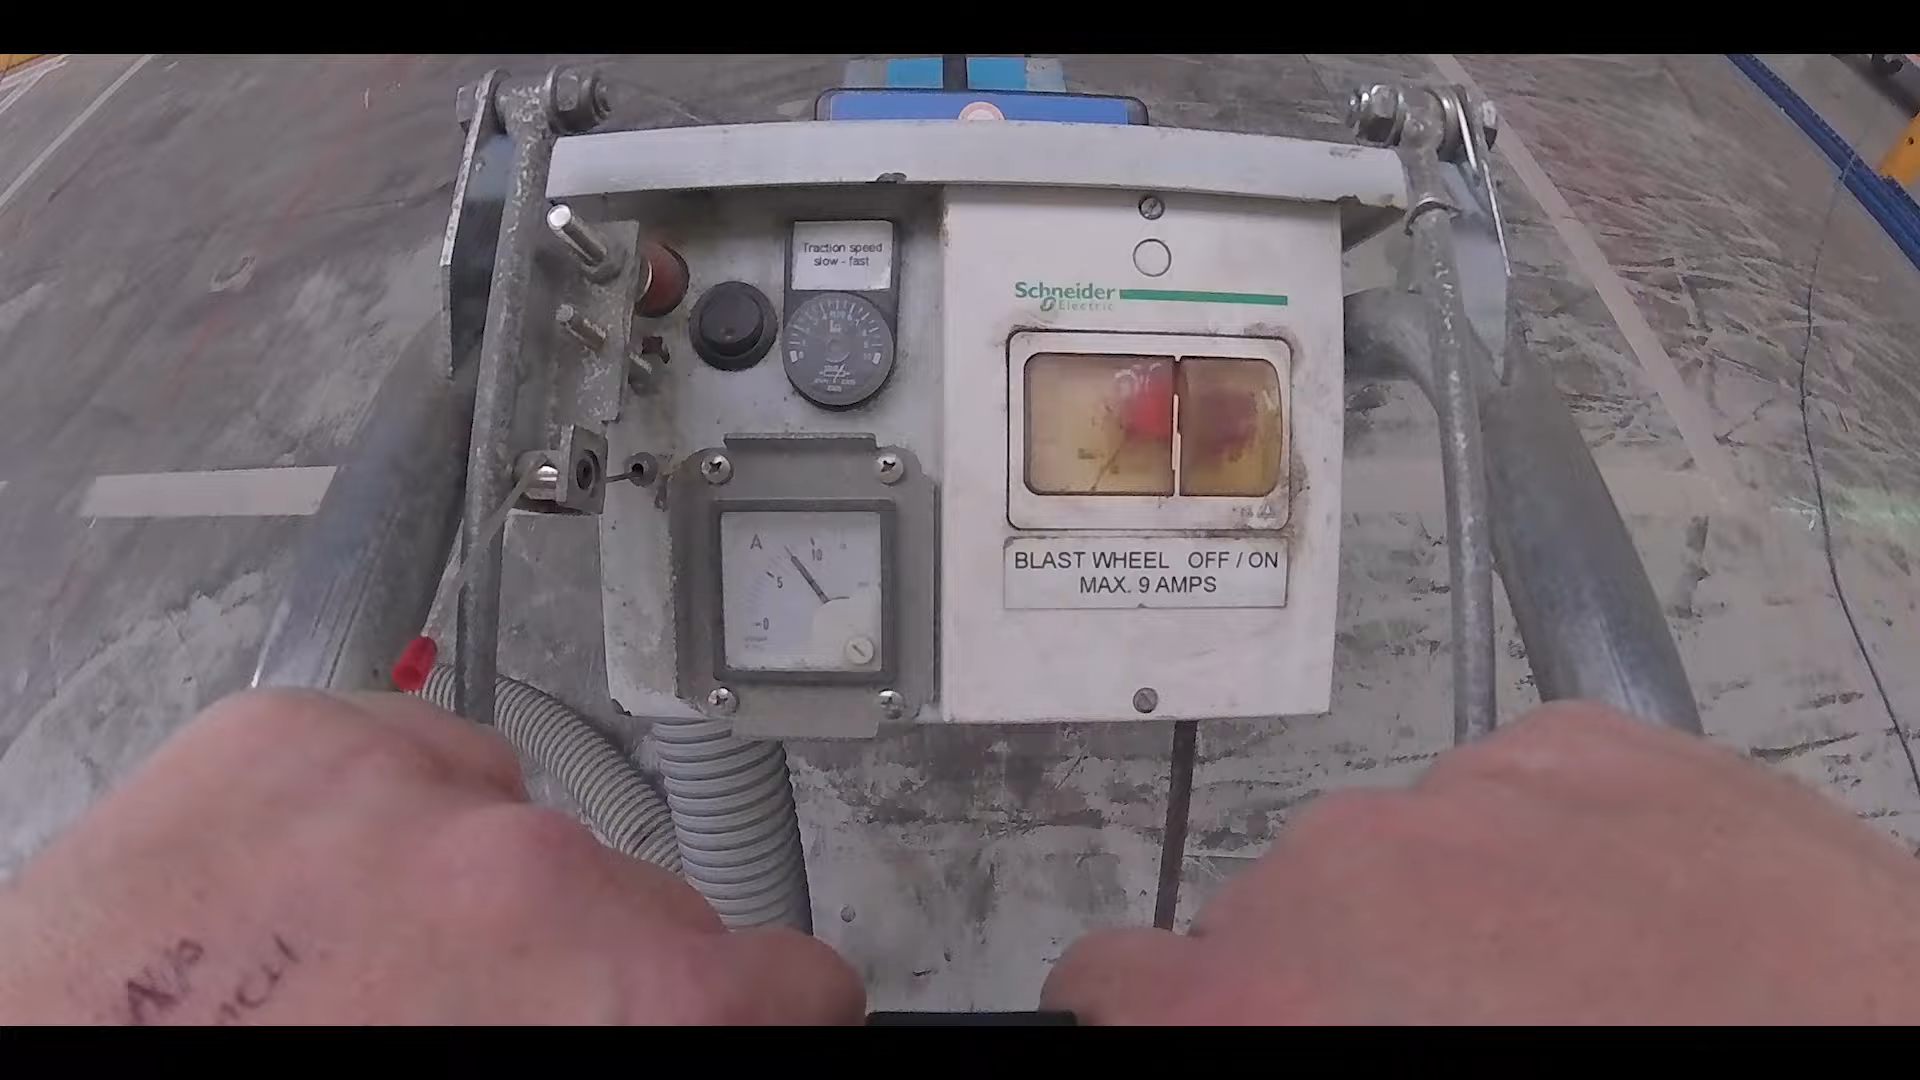 Traction speed
slow - fast
Schneider
Electric
A
10
5
0
BLAST WHEEL OFF / ON
MAX. 9 AMPS